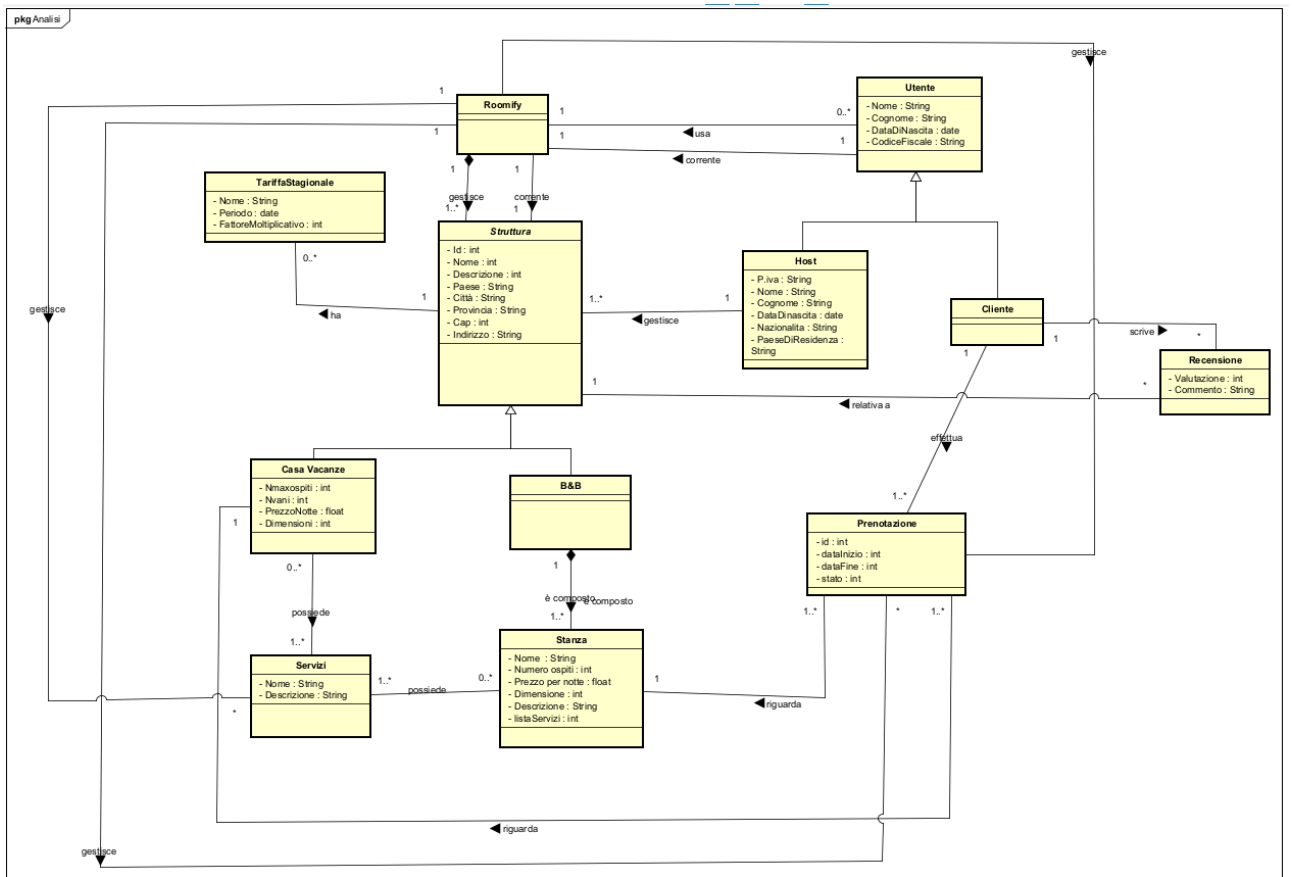 pkg Analisi
gestisce
Roomify
1
1
1
0..*
usa
1
1
corrente
1
1
gestisce
corrente
1..*
1
Utente
- Nome : String
- Cognome : String
- DataDiNascita : date
- CodiceFiscale : String
TariffaStagionale
- Nome : String
- Periodo : date
- FattoreMoltiplicativo : int
0..*
1
ha
Struttura
- Id : int
- Nome : int
- Descrizione : int
- Paese : String
- Città : String
- Provincia : String
- Cap : int
- Indirizzo : String
1..*
1
gestisce
Host
- P.iva : String
- Nome : String
- Cognome : String
- DataDinascita : date
- Nazionalita : String
- PaeseDiResidenza :
String
Cliente
1
scrive
*
1
Recensione
- Valutazione : int
- Commento : String
1
*
relativa a
gestisce
effettua
1..*
Casa Vacanze
- Nmaxospiti : int
- Nvani : int
- PrezzoNotte : float
- Dimensioni : int
1
0..*
possiede
1..*
B&B
1
è composto
è composto
1..*
Prenotazione
- id : int
- dataInizio : int
- dataFine : int
- stato : int
1..*
*
1..*
Servizi
- Nome : String
- Descrizione : String
*
1..*
0..*
possiede
Stanza
- Nome : String
- Numero ospiti : int
- Prezzo per notte : float
- Dimensione : int
- Descrizione : String
- listaServizi : int
1
riguarda
riguarda
gestisce